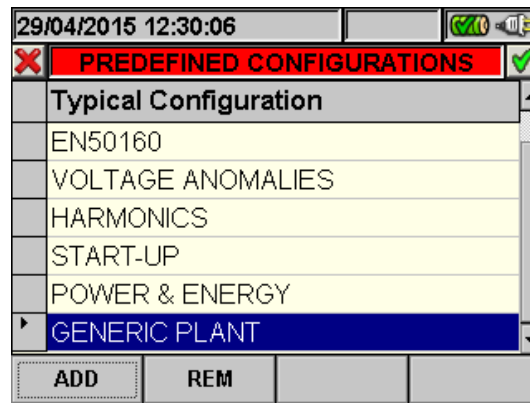 29/04/2015 12:30:06
PREDEFINED CONFIGURATIONS
Typical Configuration
EN50160
VOLTAGE ANOMALIES
HARMONICS
START-UP
POWER & ENERGY
GENERIC PLANT
ADD REM